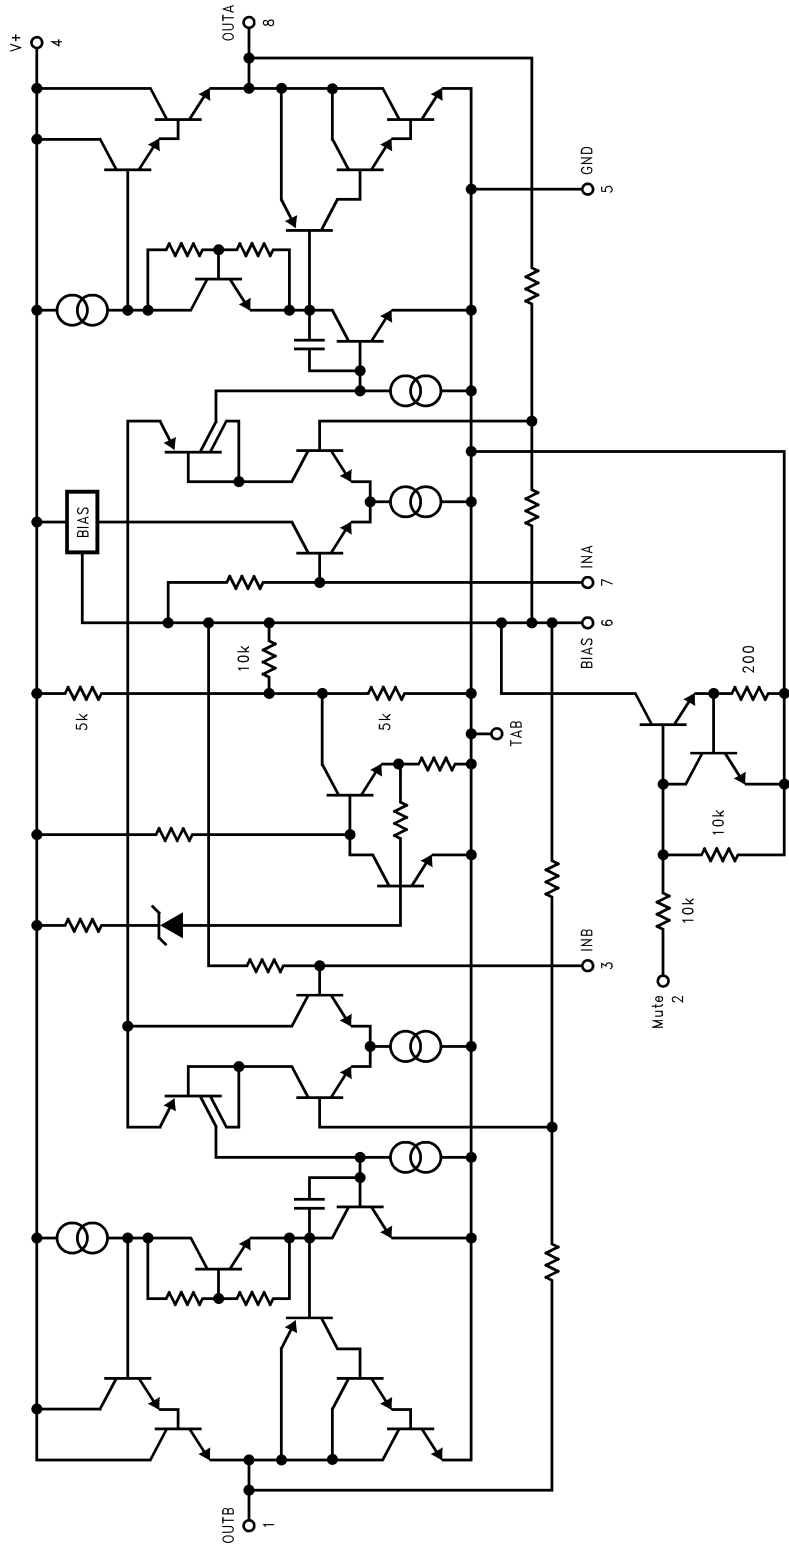 V+
4
OUTA
8
GND
5
BIAS
INA
7
BIAS
6
10k
5k
5k
TAB
200
10k
10k
Mute
2
INB
3
OUTB
1